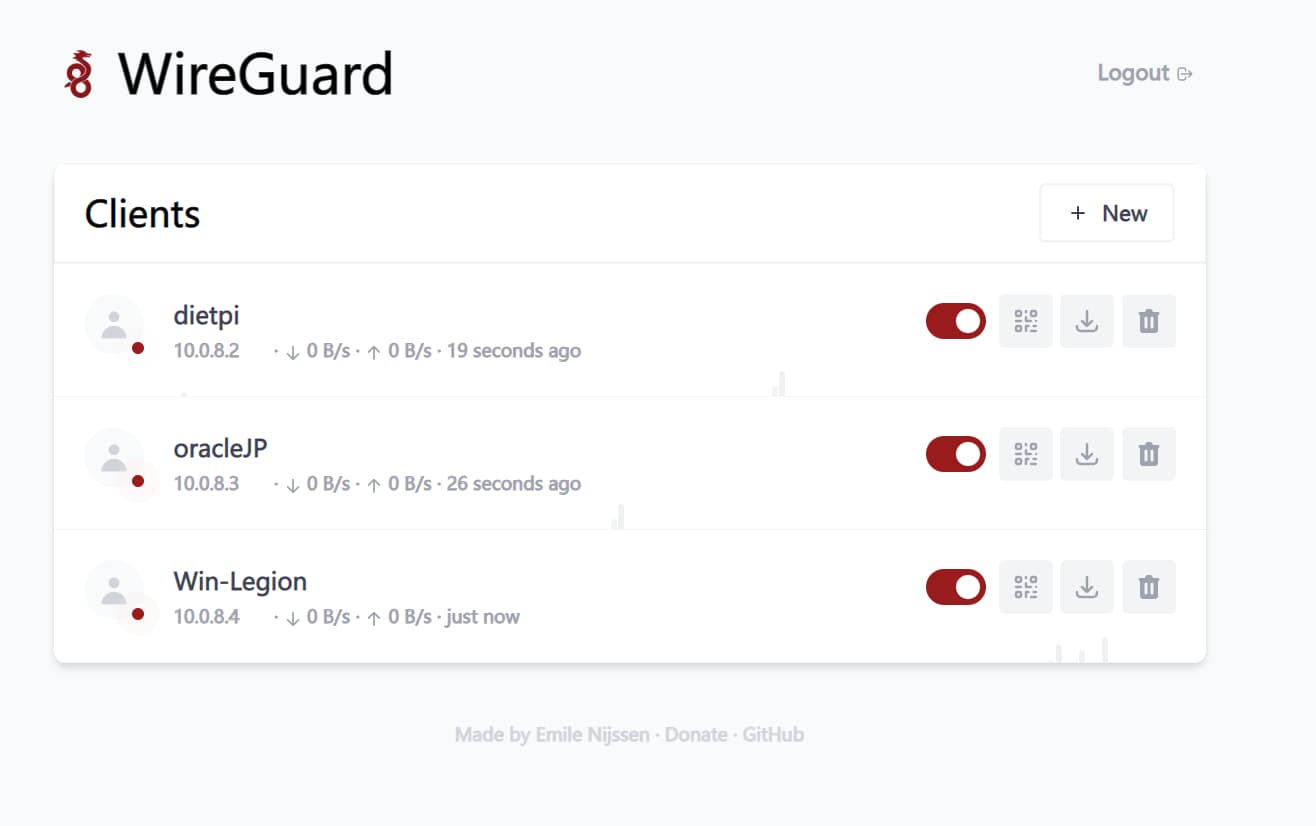 WireGuard
Logout
Clients
+ New
dietpi
10.0.8.2 · ↓ 0 B/s · ↑ 0 B/s · 19 seconds ago
oracleJP
10.0.8.3 · ↓ 0 B/s · ↑ 0 B/s · 26 seconds ago
Win-Legion
10.0.8.4 · ↓ 0 B/s · ↑ 0 B/s · just now
Made by Emile Nijssen · Donate · GitHub